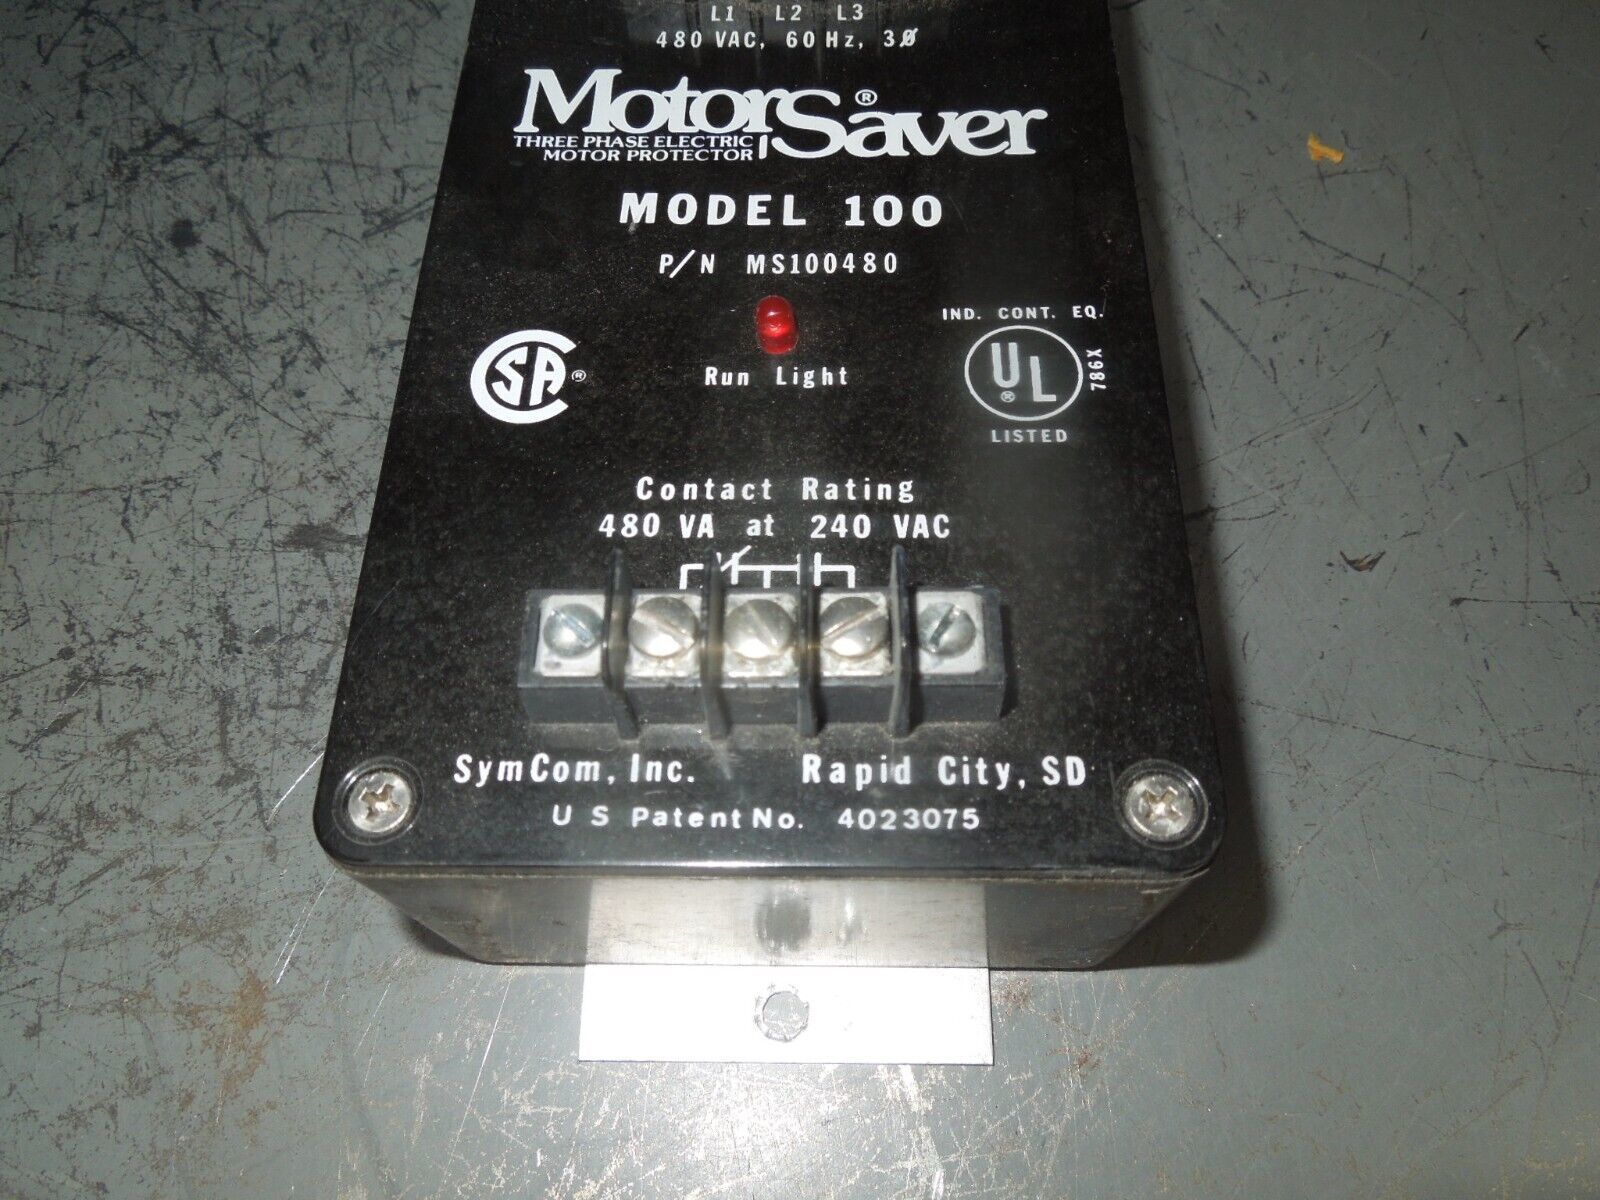 L1 L2 L3
480 VAC, 60 Hz, 3Ø
MotorSaver®
THREE PHASE ELECTRIC
MOTOR PROTECTOR
MODEL 100
P/N MS100480
IND. CONT. EQ.
SA®
Run Light
UL®
786X
LISTED
Contact Rating
480 VA at 240 VAC
SymCom, Inc. Rapid City, SD
U S Patent No. 4023075